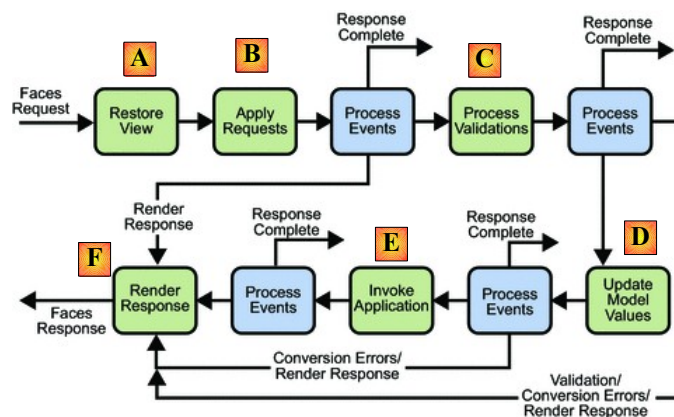 Response
Complete
Response
Complete
A
B
C
Faces
Request
Restore
View
Apply
Requests
Process
Events
Process
Validations
Process
Events
Render
Response
Response
Complete
Response
Complete
F
E
D
Render
Response
Process
Events
Invoke
Application
Process
Events
Update
Model
Values
Faces
Response
Conversion Errors/
Render Response
Validation/
Conversion Errors/
Render Response